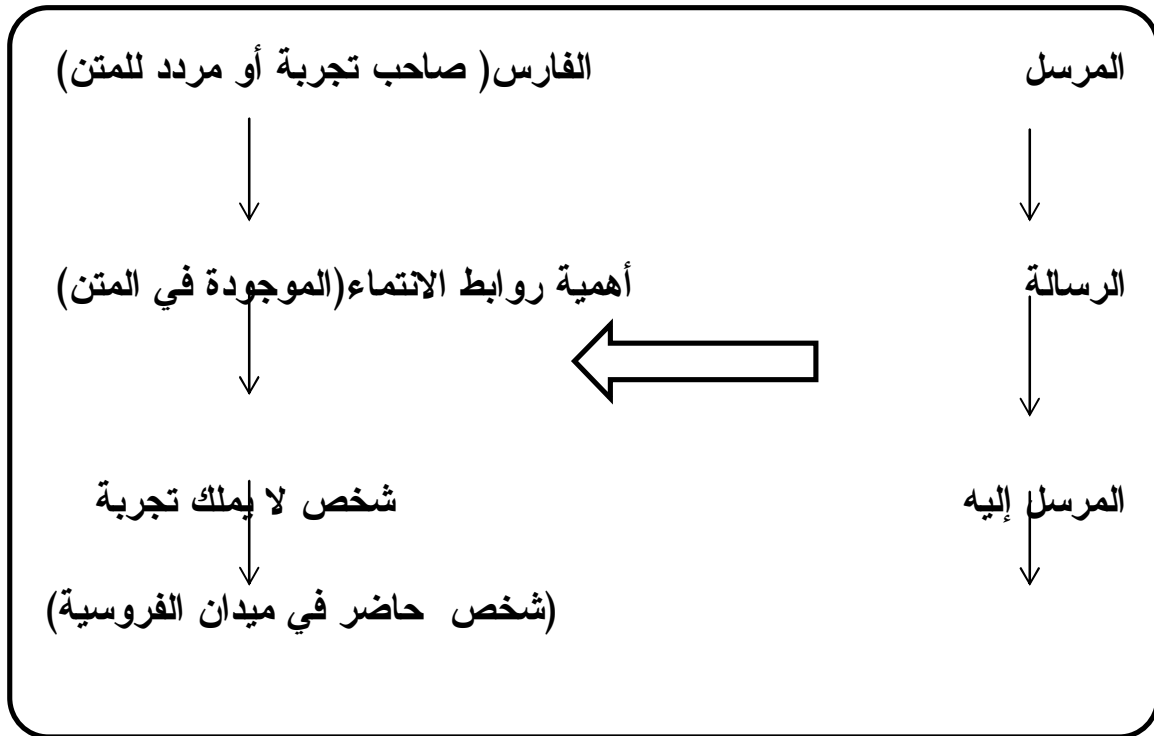 المرسل الفارس( صاحب تجربة أو مردد للمتن)
الرسالة أهمية روابط الانتماء(الموجودة في المتن)
المرسل إليه شخص لا يملك تجربة
(شخص حاضر في ميدان الفروسية)